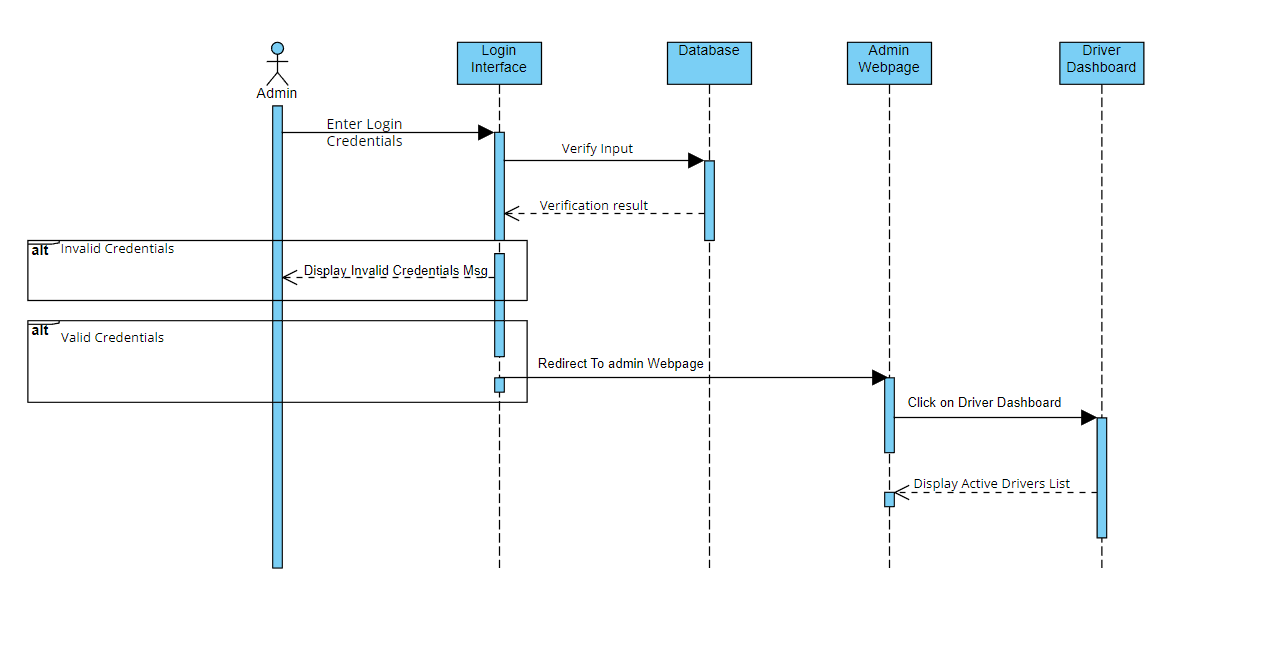 Admin
Login
Interface
Database
Admin
Webpage
Driver
Dashboard
Enter Login
Credentials
Verify Input
Verification result
alt
Invalid Credentials
Display Invalid Credentials Msg
alt
Valid Credentials
Redirect To admin Webpage
Click on Driver Dashboard
Display Active Drivers List